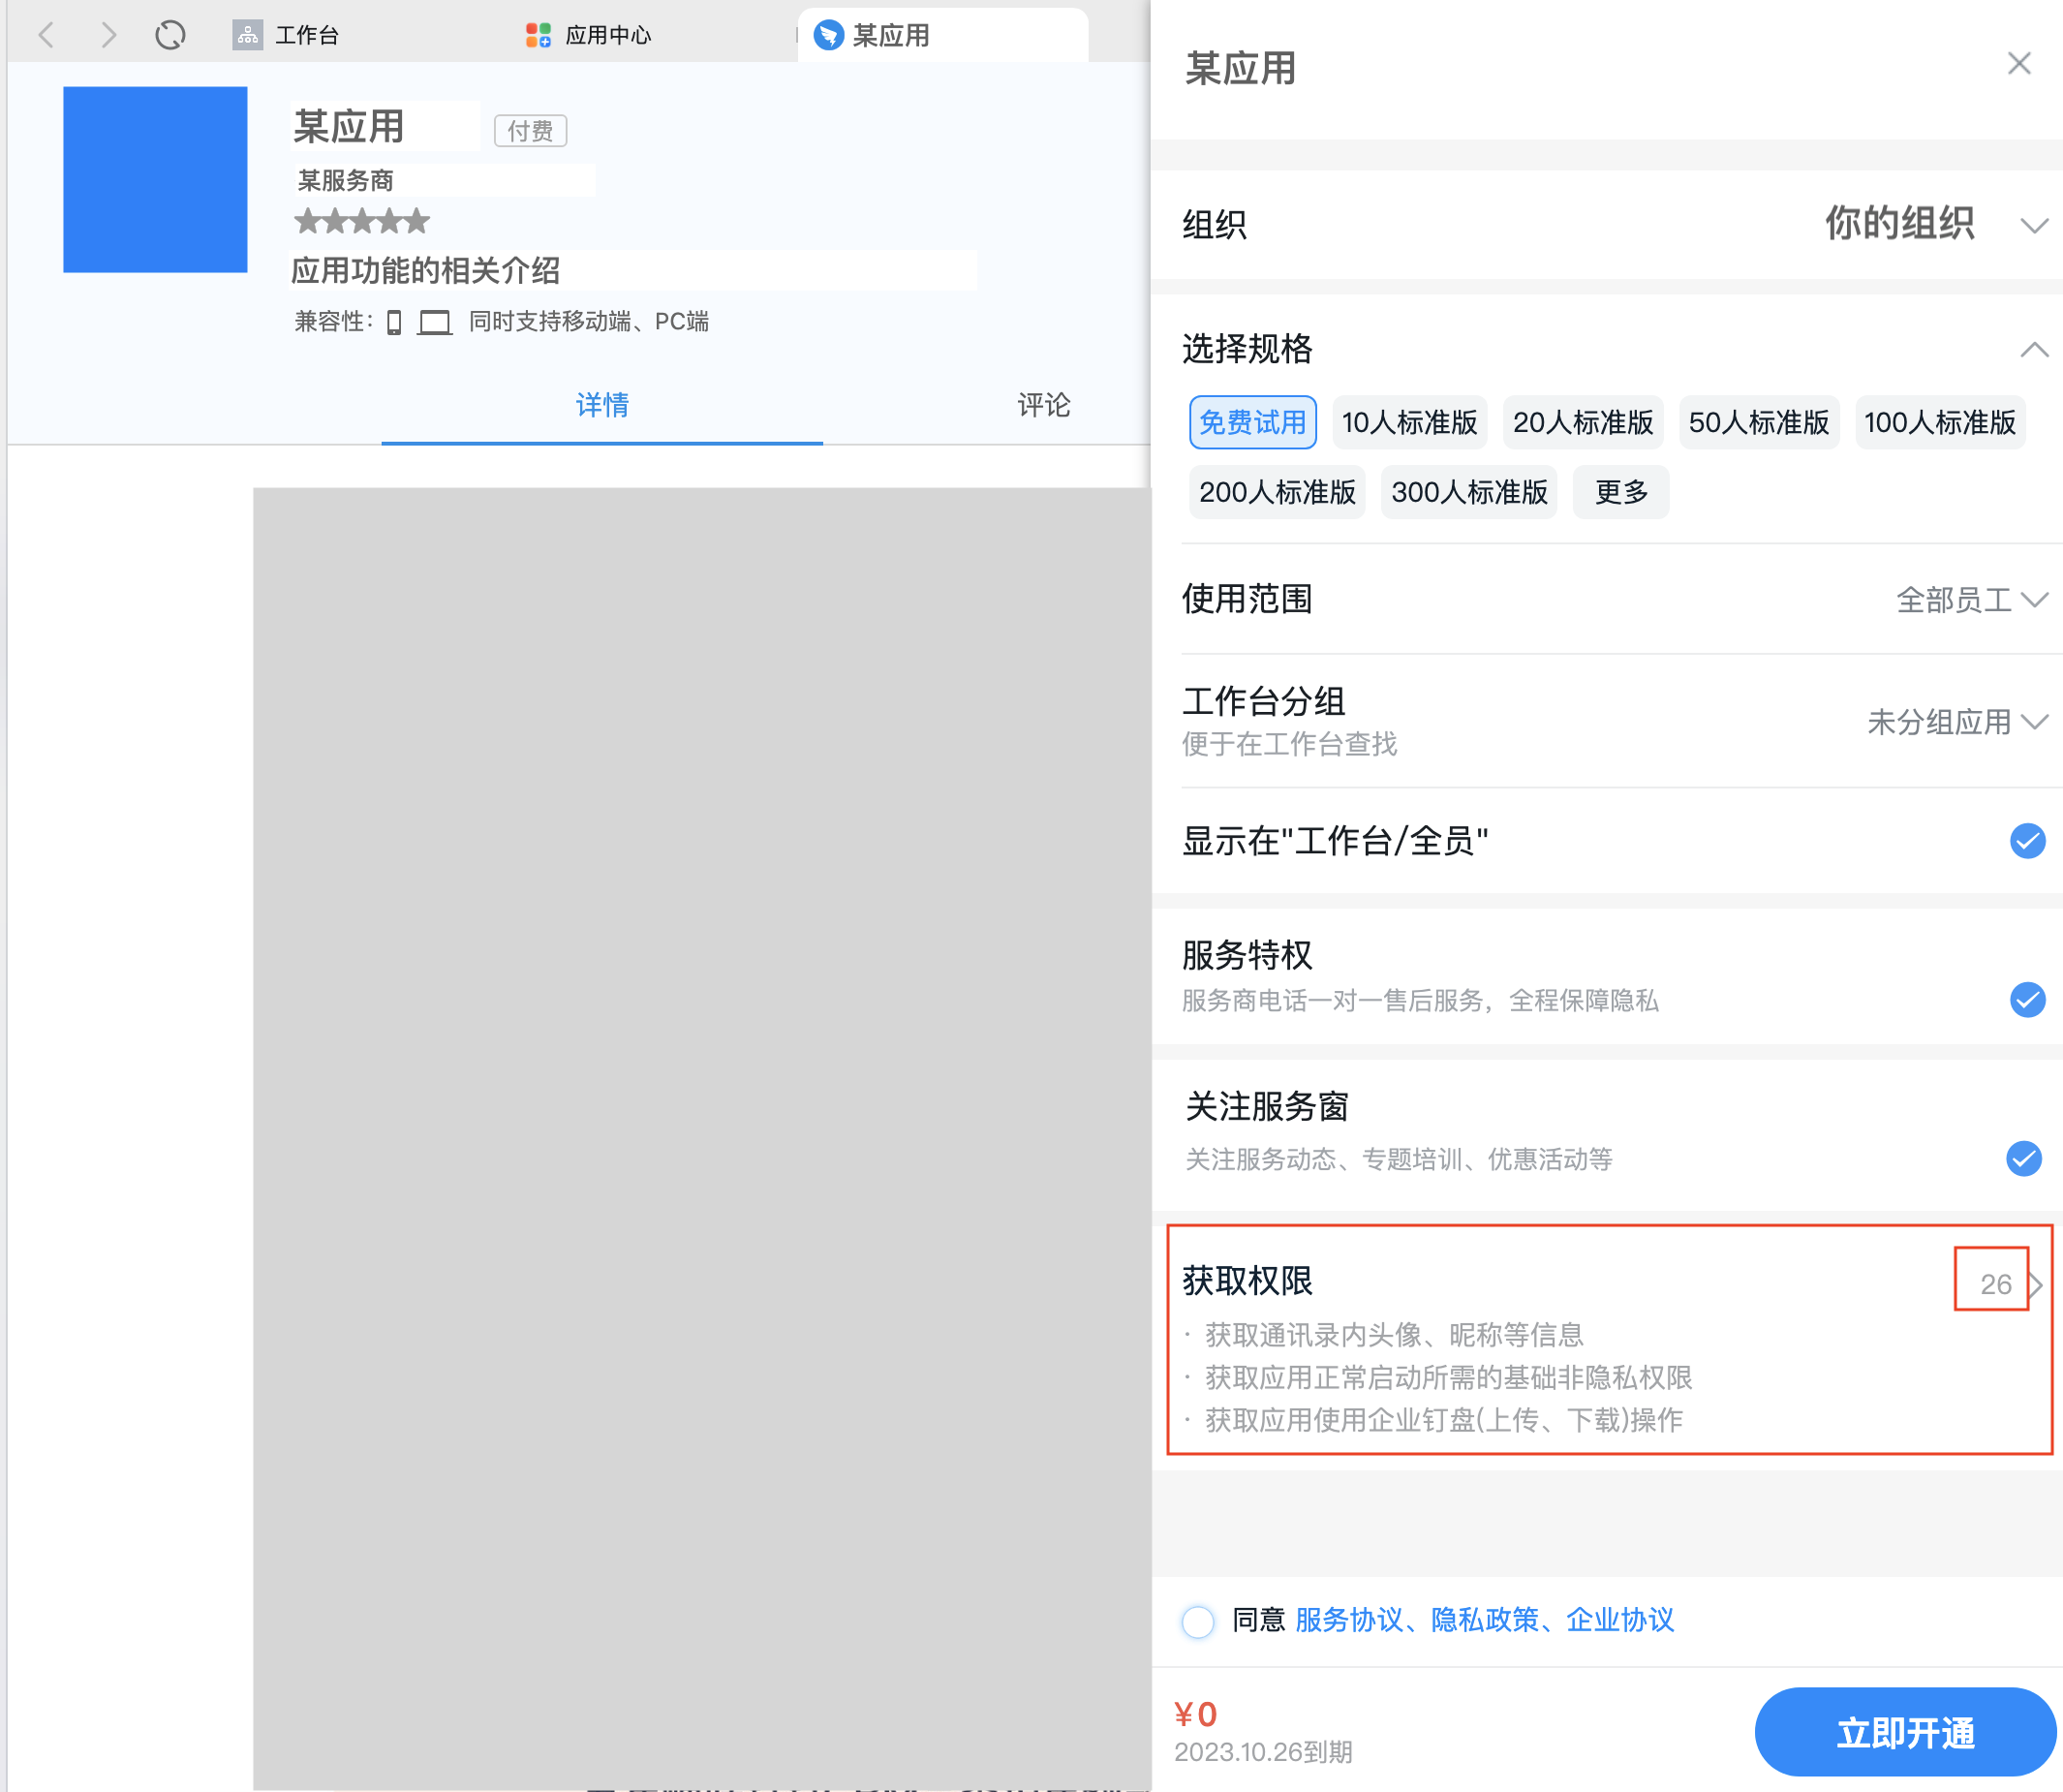 工作台
应用中心
某应用
某应用
付费
某服务商
应用功能的相关介绍
兼容性：
同时支持移动端、PC端
详情
评论
某应用
组织
你的组织
选择规格
免费试用
10人标准版
20人标准版
50人标准版
100人标准版
200人标准版
300人标准版
更多
使用范围
全部员工
工作台分组
便于在工作台查找
未分组应用
显示在"工作台/全员"
服务特权
服务商电话一对一售后服务，全程保障隐私
关注服务窗
关注服务动态、专题培训、优惠活动等
获取权限
26
· 获取通讯录内头像、昵称等信息
· 获取应用正常启动所需的基础非隐私权限
· 获取应用使用企业钉盘(上传、下载)操作
同意 服务协议、隐私政策、企业协议
¥0
2023.10.26到期
立即开通